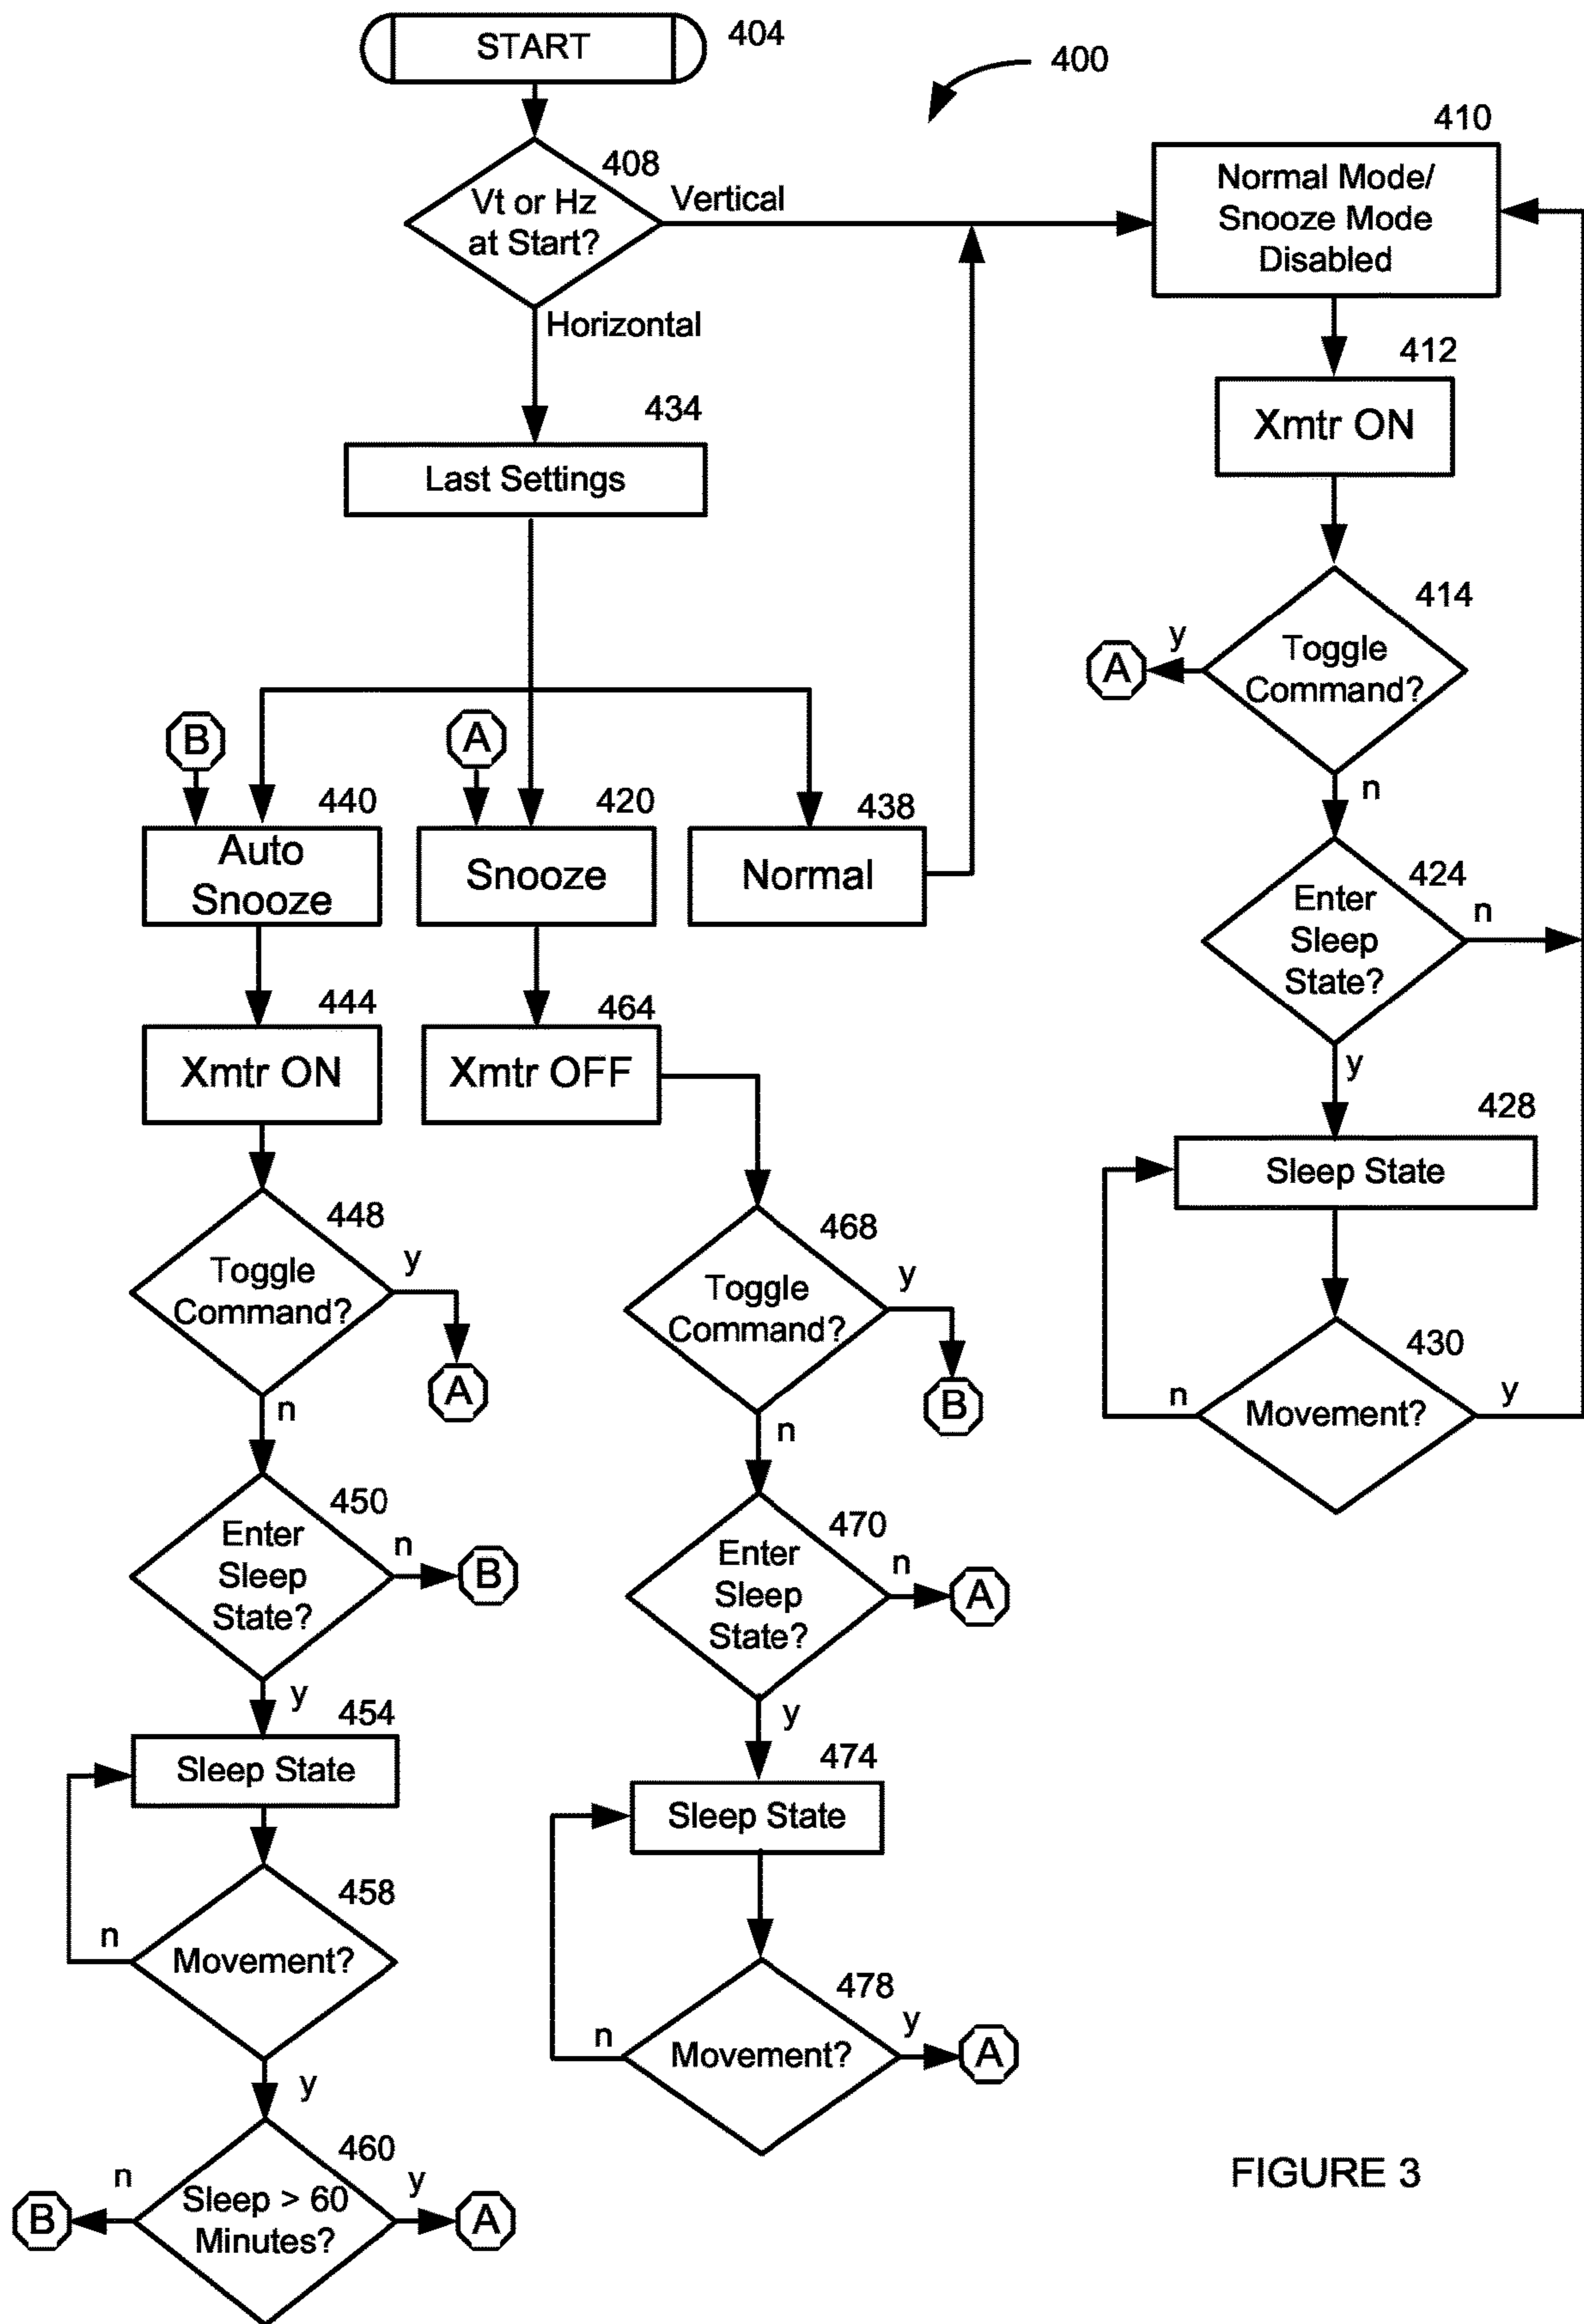 START
404
400
408
Vt or Hz
at Start?
Vertical
Horizontal
410
Normal Mode/
Snooze Mode
Disabled
412
Xmtr ON
434
Last Settings
414
Toggle
Command?
y
A
n
B
A
440
Auto
Snooze
420
Snooze
438
Normal
424
Enter
Sleep
State?
n
y
444
Xmtr ON
464
Xmtr OFF
428
Sleep State
430
Movement?
n
y
448
Toggle
Command?
y
A
n
468
Toggle
Command?
y
B
n
450
Enter
Sleep
State?
n
B
y
470
Enter
Sleep
State?
n
A
y
454
Sleep State
474
Sleep State
458
Movement?
n
y
478
Movement?
n
y
A
460
Sleep > 60
Minutes?
n
B
y
A
FIGURE 3